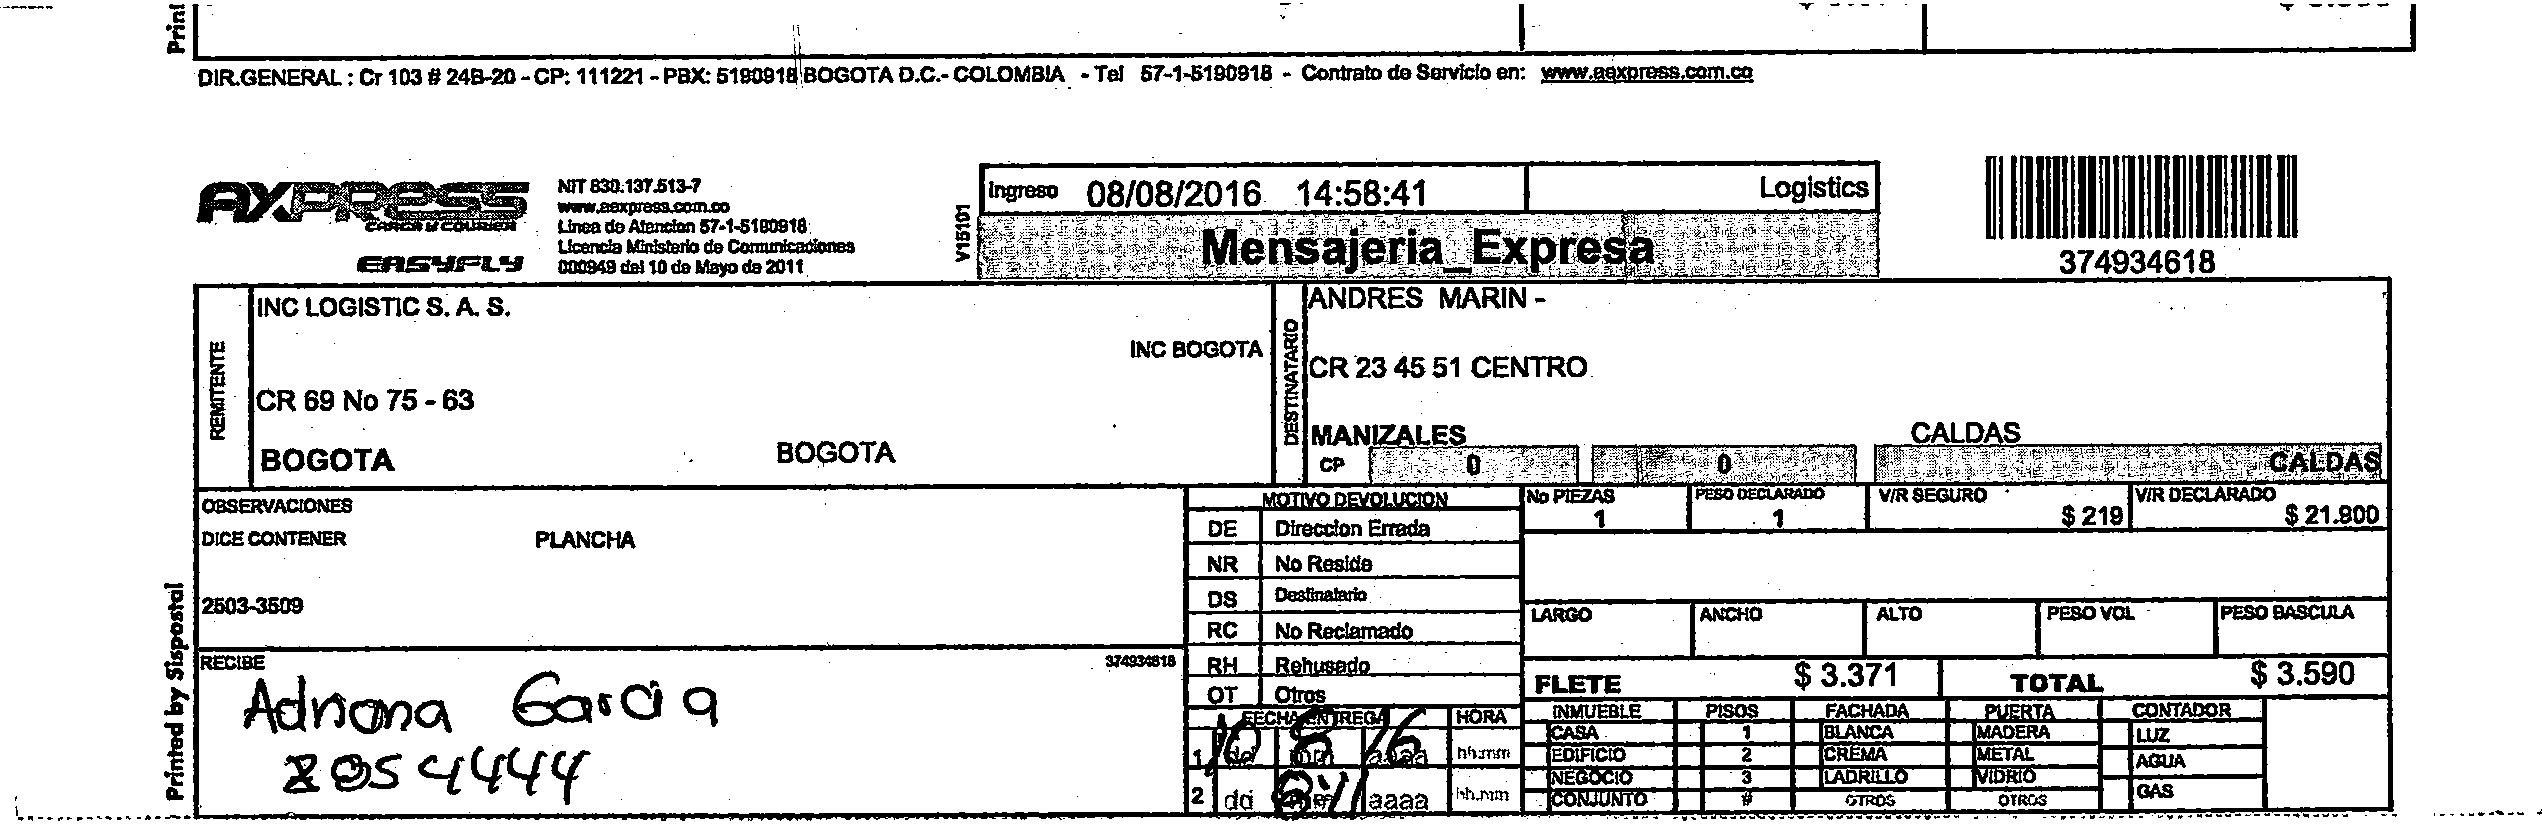 Print
DIR.GENERAL : Cr 103 # 24B-20 - CP: 111221 - PBX: 5190918 BOGOTA D.C.- COLOMBIA - Tel 57-1-5190918 - Contrato de Servicio en: www.aexpress.com.co
AXPRESS
CARGA & COURIER
EASYFLY
NIT 830.137.513-7
www.aexpress.com.co
Linea de Atencion 57-1-5190918
Licencia Ministerio de Comunicaciones
000949 del 10 de Mayo de 2011
V15101
Ingreso 08/08/2016 14:58:41 Logistics
Mensajeria_Expresa
374934618
REMITENTE
INC LOGISTIC S. A. S.
INC BOGOTA
CR 69 No 75 - 63
BOGOTA BOGOTA
DESTINATARIO
ANDRES MARIN -
CR 23 45 51 CENTRO
MANIZALES CALDAS
CP 0 0 CALDAS
OBSERVACIONES
DICE CONTENER PLANCHA
2503-3509
MOTIVO DEVOLUCION
DE Direccion Errada
NR No Reside
DS Destinatario
RC No Reclamado
RH Rehusado
OT Otros
No PIEZAS 1
PESO DECLARADO 1
V/R SEGURO $ 219
V/R DECLARADO $ 21.900
LARGO ANCHO ALTO PESO VOL PESO BASCULA
FLETE $ 3.371 TOTAL $ 3.590
Printed by Sispostal
RECIBE 374934618
Adriana Garcia
8054444
FECHA ENTREGA HORA
1 dd mm aaaa hh:mm
10 8 16
2 dd aaaa hh:mm
INMUEBLE PISOS FACHADA PUERTA CONTADOR
CASA 1 BLANCA MADERA LUZ
EDIFICIO 2 CREMA METAL AGUA
NEGOCIO 3 LADRILLO VIDRIO GAS
CONJUNTO # OTROS OTROS